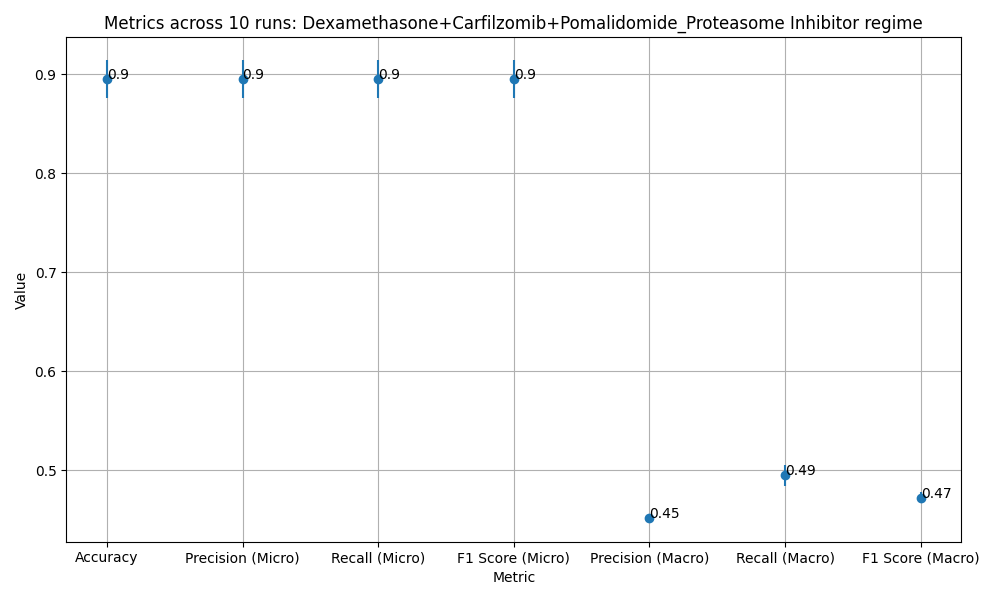 Metrics across 10 runs: Dexamethasone+Carfilzomib+Pomalidomide_Proteasome Inhibitor regime
0.9
0.8
0.7
0.6
0.5
Value
0.9
0.9
0.9
0.9
0.45
0.49
0.47
Accuracy
Precision (Micro)
Recall (Micro)
F1 Score (Micro)
Precision (Macro)
Recall (Macro)
F1 Score (Macro)
Metric